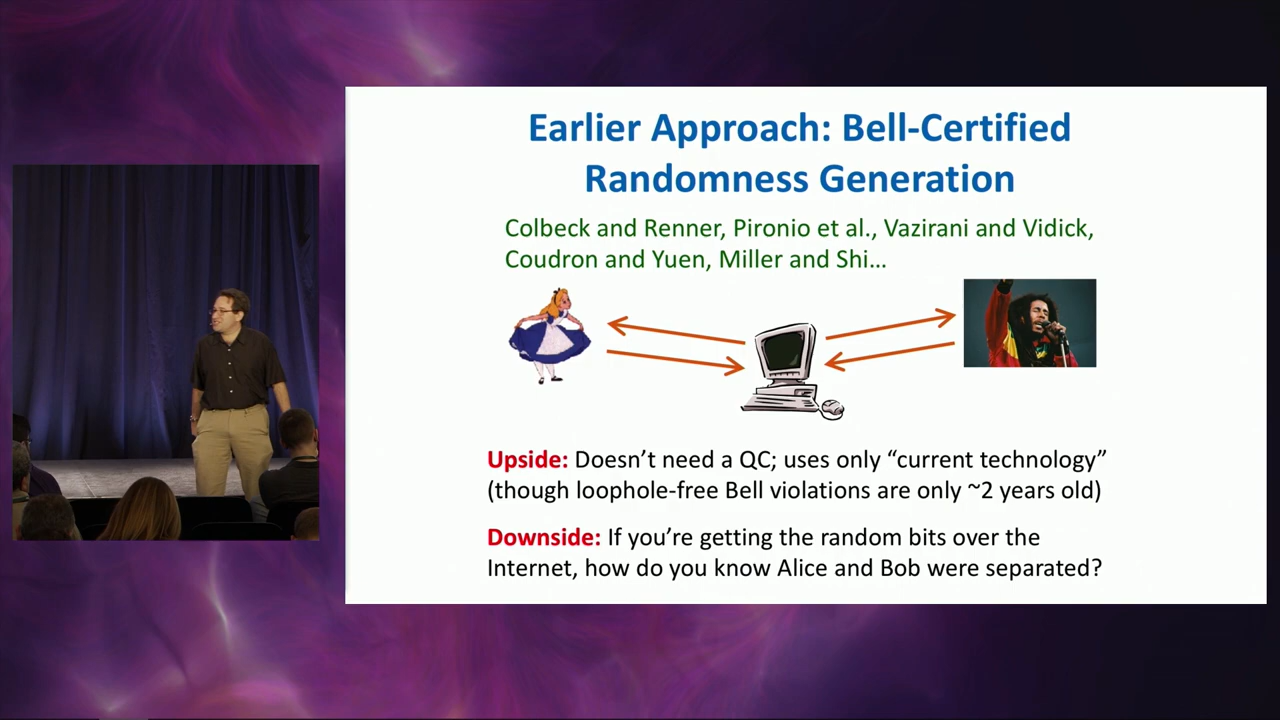 Earlier Approach: Bell-Certified
Randomness Generation
Colbeck and Renner, Pironio et al., Vazirani and Vidick,
Coudron and Yuen, Miller and Shi…
Upside: Doesn’t need a QC; uses only “current technology”
(though loophole-free Bell violations are only ~2 years old)
Downside: If you’re getting the random bits over the
Internet, how do you know Alice and Bob were separated?